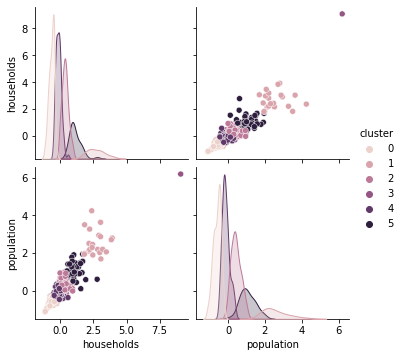 households
8
6
4
2
0
cluster
0
1
2
3
4
5
population
6
4
2
0
0.0 2.5 5.0 7.5
0 2 4 6
households population